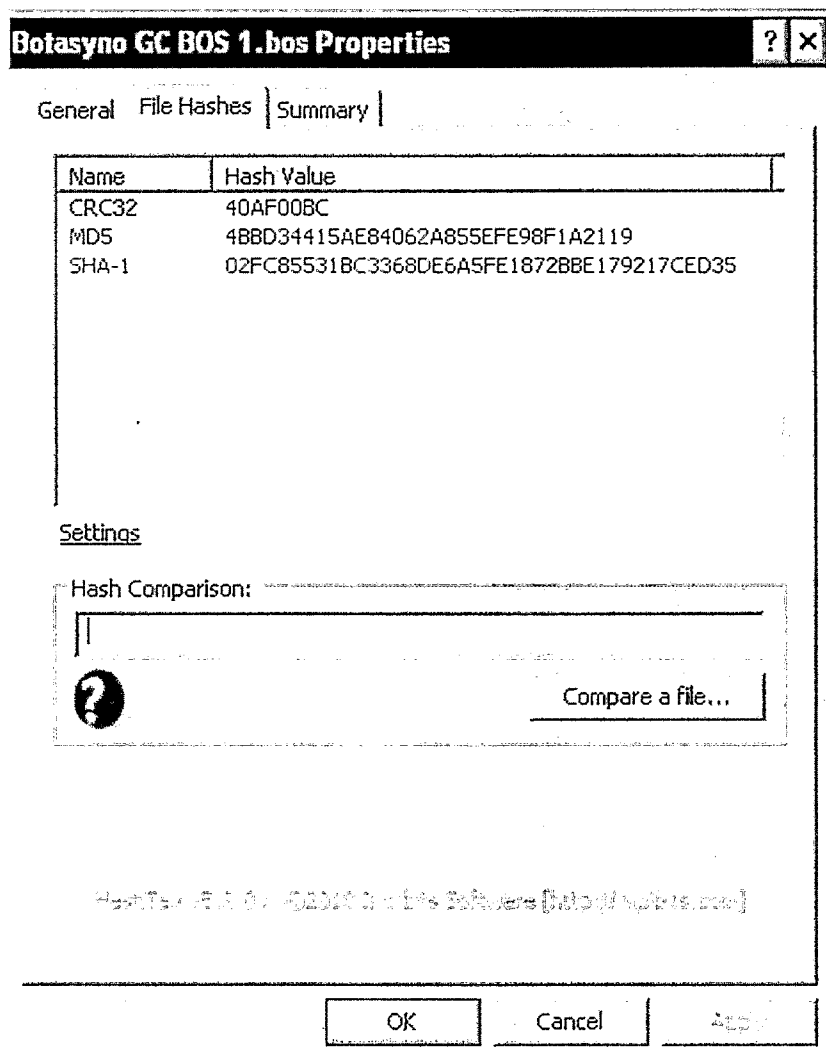 Botasyno GC BOS 1.bos Properties ? ×
General File Hashes Summary
Name Hash Value
CRC32 40AF00BC
MD5 4BBD34415AE84062A855EFE98F1A2119
SHA-1 02FC85531BC3368DE6A5FE1872BBE179217CED35
Settings
Hash Comparison:
?
Compare a file...
OK Cancel